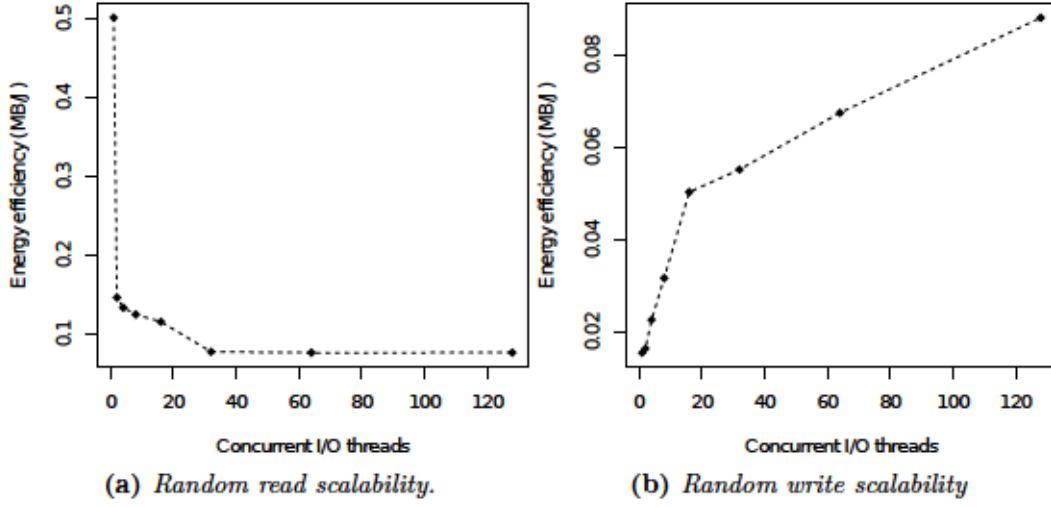 Energy efficiency (MB/J)
0.5
0.4
0.3
0.2
0.1
0 20 40 60 80 100 120
Concurrent I/O threads
(a) Random read scalability.
Energy efficiency (MB/J)
0.08
0.06
0.04
0.02
0 20 40 60 80 100 120
Concurrent I/O threads
(b) Random write scalability